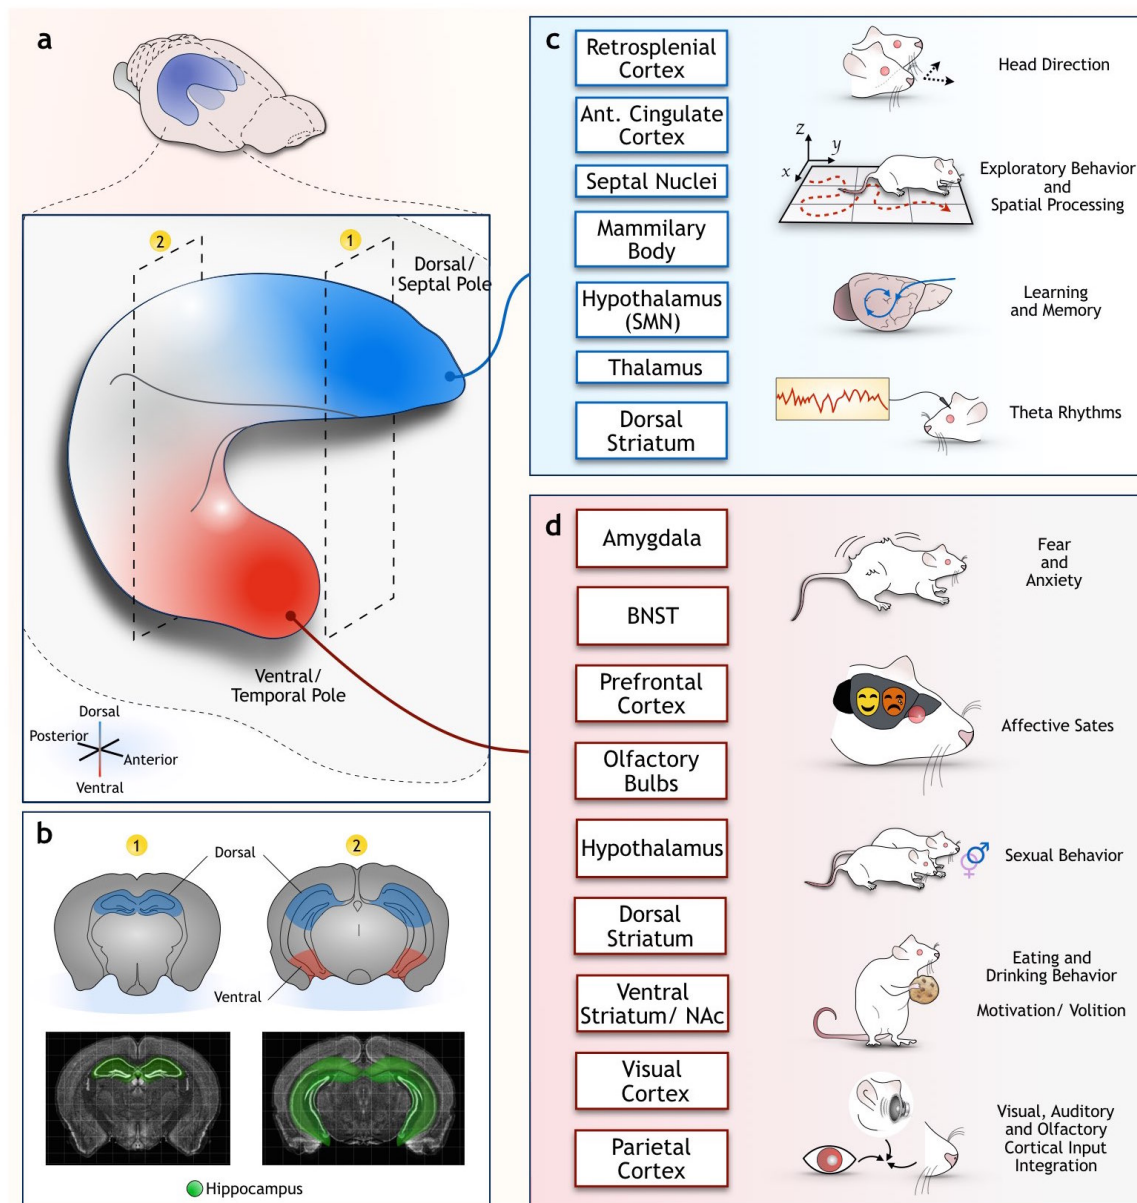 a
2
1
Dorsal/
Septal Pole
Ventral/
Temporal Pole
Dorsal
Posterior
Anterior
Ventral
b
1
2
Dorsal
Ventral
Hippocampus
c
Retrosplenial
Cortex
Ant. Cingulate
Cortex
Septal Nuclei
Mammilary
Body
Hypothalamus
(SMN)
Thalamus
Dorsal
Striatum
Head Direction
z
y
x
Exploratory Behavior
and
Spatial Processing
Learning
and Memory
Theta Rhythms
d
Amygdala
BNST
Prefrontal
Cortex
Olfactory
Bulbs
Hypothalamus
Dorsal
Striatum
Ventral
Striatum/ NAc
Visual
Cortex
Parietal
Cortex
Fear
and
Anxiety
Affective Sates
Sexual Behavior
Eating and
Drinking Behavior
Motivation/ Volition
Visual, Auditory
and Olfactory
Cortical Input
Integration